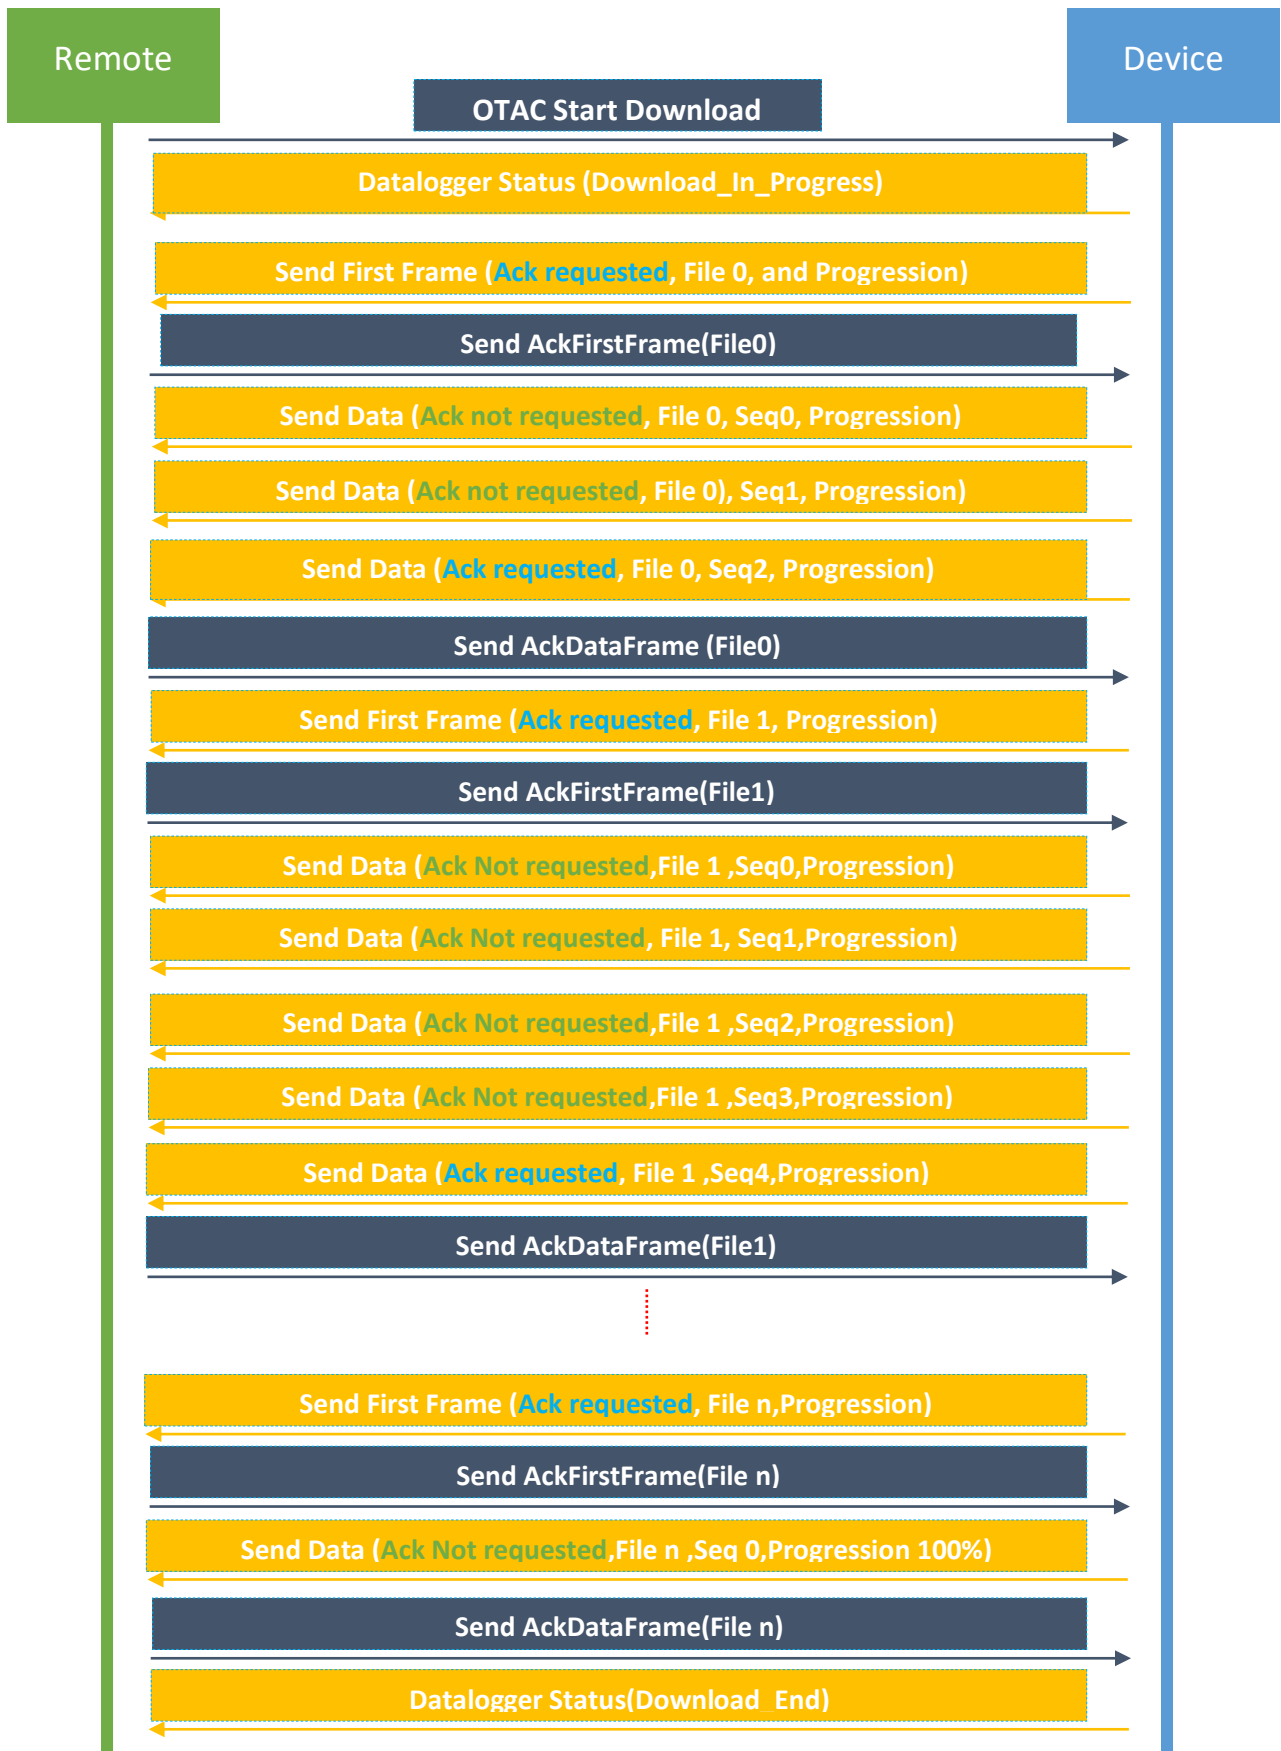 Remote
Device
OTAC Start Download
Datalogger Status (Download_In_Progress)
Send First Frame (Ack requested, File 0, and Progression)
Send AckFirstFrame(File0)
Send Data (Ack not requested, File 0, Seq0, Progression)
Send Data (Ack not requested, File 0), Seq1, Progression)
Send Data (Ack requested, File 0, Seq2, Progression)
Send AckDataFrame (File0)
Send First Frame (Ack requested, File 1, Progression)
Send AckFirstFrame(File1)
Send Data (Ack Not requested,File 1 ,Seq0,Progression)
Send Data (Ack Not requested, File 1, Seq1,Progression)
Send Data (Ack Not requested,File 1 ,Seq2,Progression)
Send Data (Ack Not requested,File 1 ,Seq3,Progression)
Send Data (Ack requested, File 1 ,Seq4,Progression)
Send AckDataFrame(File1)
Send First Frame (Ack requested, File n,Progression)
Send AckFirstFrame(File n)
Send Data (Ack Not requested,File n ,Seq 0,Progression 100%)
Send AckDataFrame(File n)
Datalogger Status(Download_End)